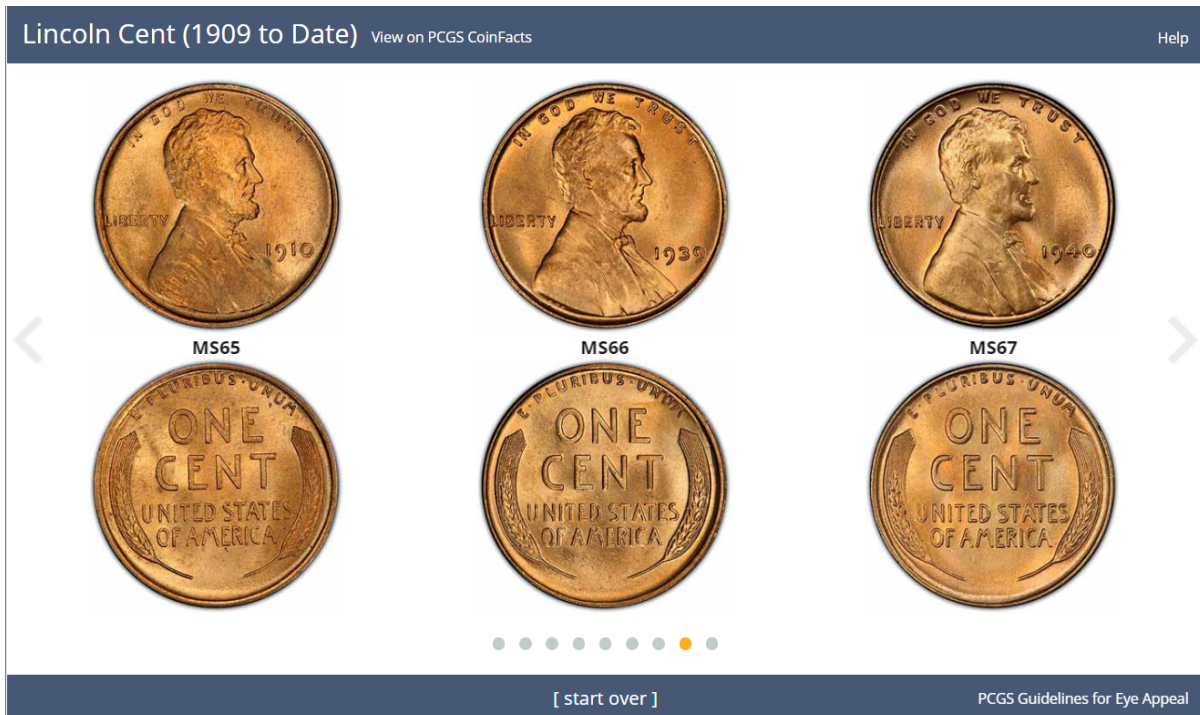 Lincoln Cent (1909 to Date) View on PCGS CoinFacts
Help
IN GOD WE TRUST
LIBERTY
1910
IN GOD WE TRUST
LIBERTY
1939
IN GOD WE TRUST
LIBERTY
1940
MS65
MS66
MS67
E·PLURIBUS·UNUM
ONE
CENT
UNITED STATES
OF AMERICA
E·PLURIBUS·UNUM
ONE
CENT
UNITED STATES
OF AMERICA
E·PLURIBUS·UNUM
ONE
CENT
UNITED STATES
OF AMERICA
[ start over ]
PCGS Guidelines for Eye Appeal